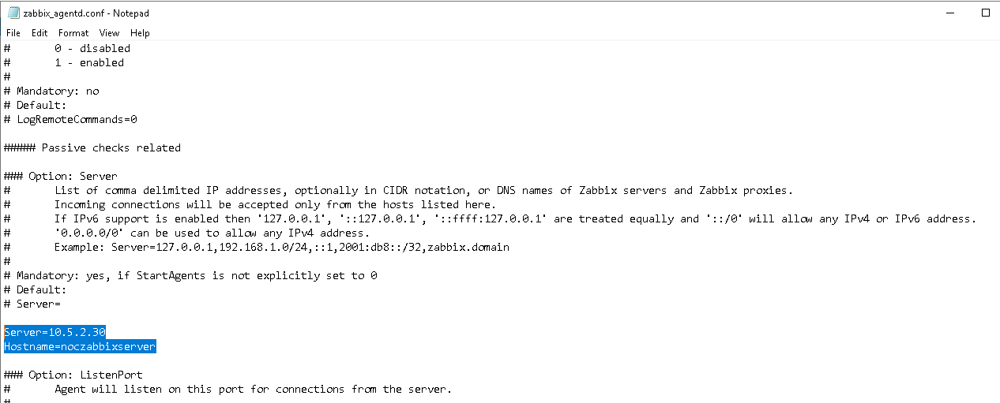 zabbix_agentd.conf - Notepad
File Edit Format View Help
# 0 - disabled
# 1 - enabled
#
# Mandatory: no
# Default:
# LogRemoteCommands=0
##### Passive checks related
### Option: Server
# List of comma delimited IP addresses, optionally in CIDR notation, or DNS names of Zabbix servers and Zabbix proxies.
# Incoming connections will be accepted only from the hosts listed here.
# If IPv6 support is enabled then '127.0.0.1', '::127.0.0.1', '::ffff:127.0.0.1' are treated equally and '::/0' will allow any IPv4 or IPv6 address.
# '0.0.0.0/0' can be used to allow any IPv4 address.
# Example: Server=127.0.0.1,192.168.1.0/24,::1,2001:db8::/32,zabbix.domain
#
# Mandatory: yes, if StartAgents is not explicitly set to 0
# Default:
# Server=
Server=10.5.2.30
Hostname=noczabbixserver
### Option: ListenPort
# Agent will listen on this port for connections from the server.
#